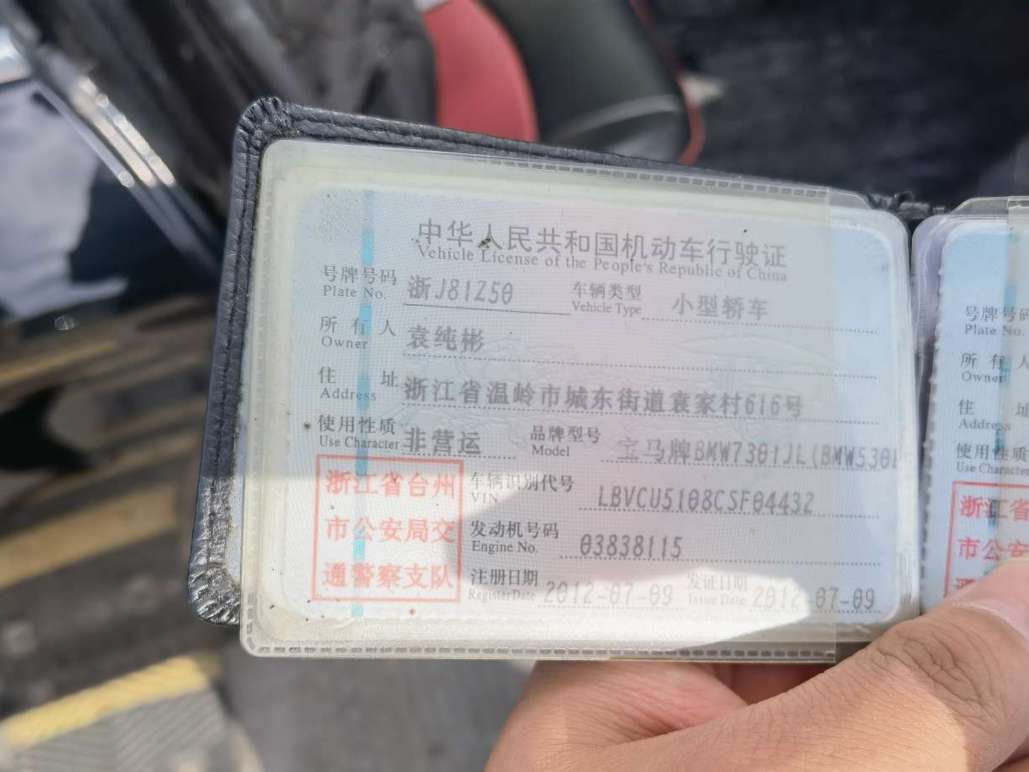 中华人民共和国机动车行驶证
Vehicle License of the People's Republic of China
号牌号码 浙J81Z50 车辆类型 小型轿车
Plate No. Vehicle Type
所有人 袁纯彬
Owner
住址 浙江省温岭市城东街道袁家村616号
Address
使用性质 非营运 品牌型号 宝马牌BMW7301JL(BMW530L
Use Character Model
浙江省台州 车辆识别代号 LBVCU5108CSF04432
VIN
市公安局交 发动机号码 03838115
Engine No.
通警察支队 注册日期 2012-07-09 发证日期 2012-07-09
Register Date Issue Date
号牌号码
Plate No.
所有人
Owner
住址
Address
使用性质
Use Character
浙江省
市公安